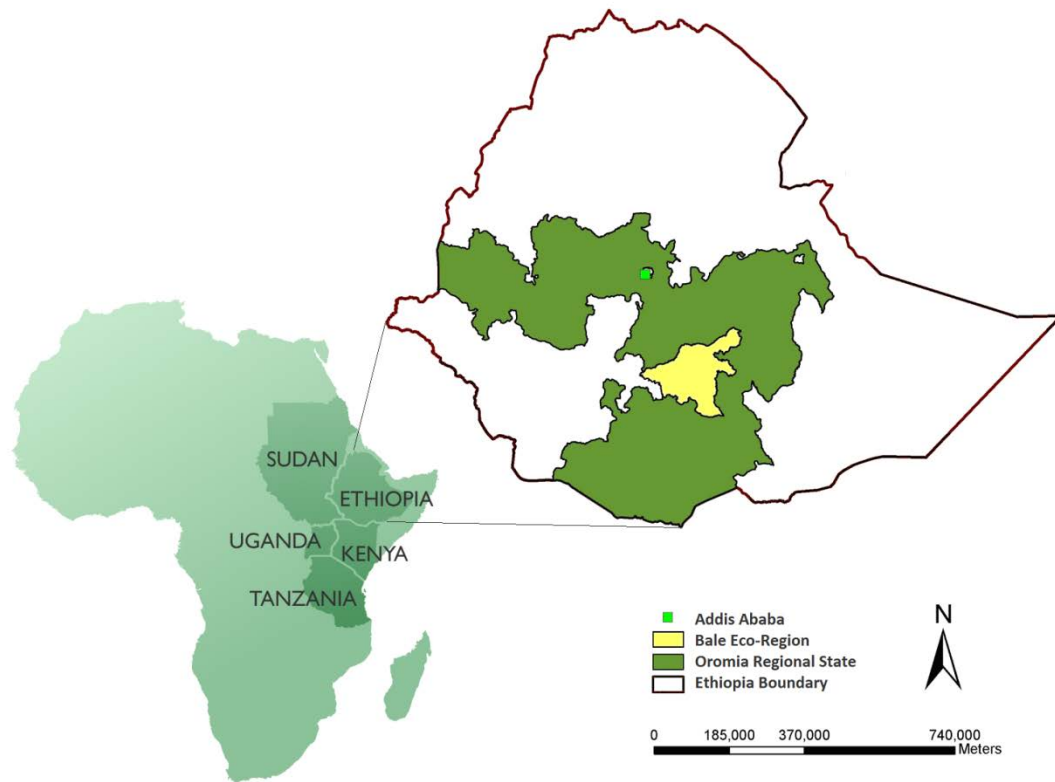 SUDAN
ETHIOPIA
UGANDA
KENYA
TANZANIA
Addis Ababa
Bale Eco-Region
Oromia Regional State
Ethiopia Boundary
N
0 185,000 370,000 740,000
Meters